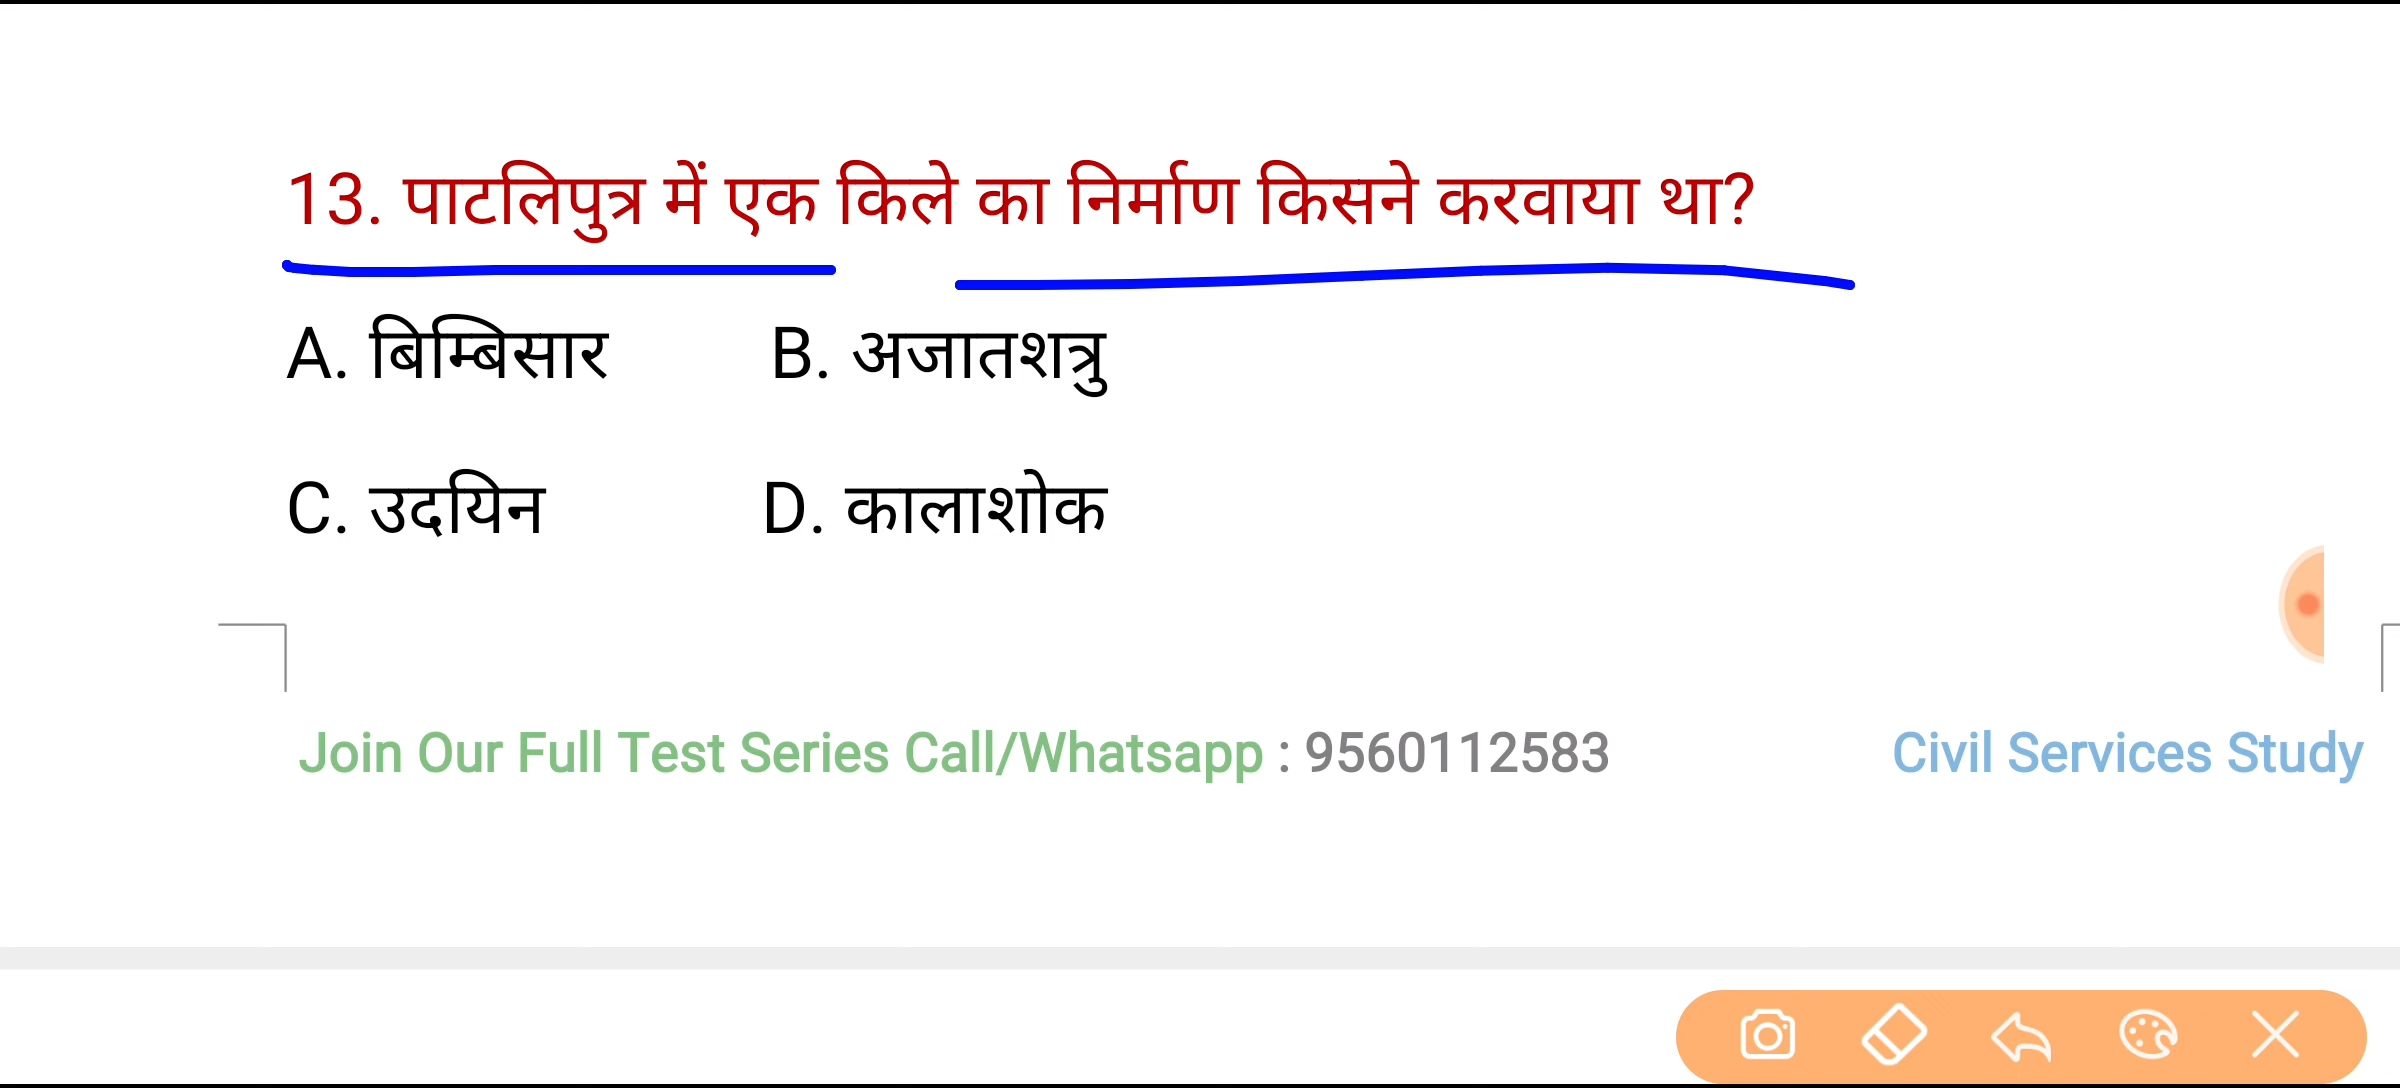 13. पाटलिपुत्र में एक किले का निर्माण किसने करवाया था?
A. बिम्बिसार B. अजातशत्रु
C. उदयिन D. कालाशोक
Join Our Full Test Series Call/Whatsapp : 9560112583 Civil Services Study